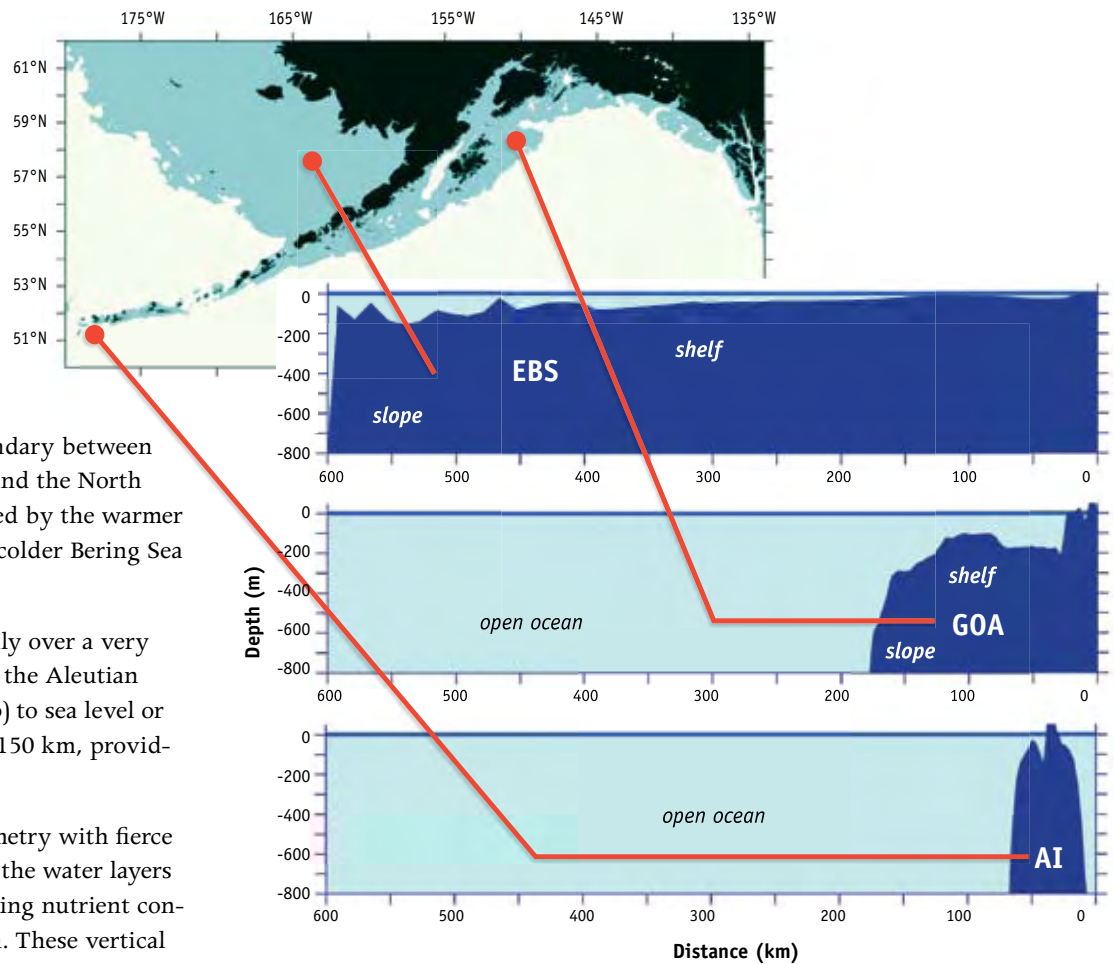 175°W 165°W 155°W 145°W 135°W
61°N
59°N
57°N
55°N
53°N
51°N
0
-200
-400
-600
-800
shelf
EBS
slope
600 500 400 300 200 100 0
ndary between
nd the North
ed by the warmer
colder Bering Sea
ly over a very
the Aleutian
) to sea level or
150 km, provid-
metry with fierce
the water layers
ing nutrient con-
. These vertical
Depth (m)
0
-200
-400
-600
-800
shelf
open ocean
GOA
slope
600 500 400 300 200 100 0
0
-200
-400
-600
-800
open ocean
AI
600 500 400 300 200 100 0
Distance (km)